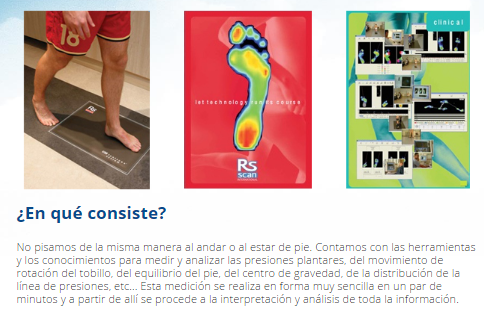 18
clinical
let technology run its course
Rs
scan
¿En qué consiste?
No pisamos de la misma manera al andar o al estar de pie. Contamos con las herramientas
y los conocimientos para medir y analizar las presiones plantares, del movimiento de
rotación del tobillo, del equilibrio del pie, del centro de gravedad, de la distribución de la
línea de presiones, etc... Esta medición se realiza en forma muy sencilla en un par de
minutos y a partir de allí se procede a la interpretación y análisis de toda la información.